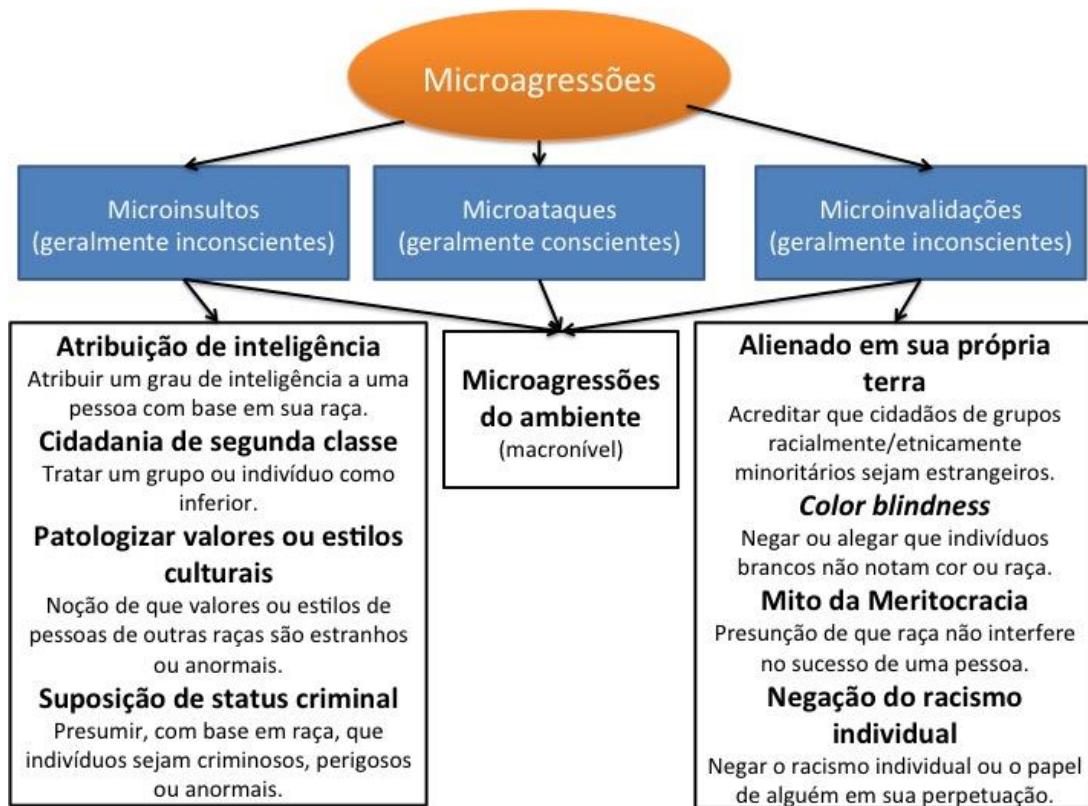 Microagressões
Microinsultos
(geralmente inconscientes)
Microataques
(geralmente conscientes)
Microinvalidações
(geralmente inconscientes)
Atribuição de inteligência
Atribuir um grau de inteligência a uma
pessoa com base em sua raça.
Cidadania de segunda classe
Tratar um grupo ou indivíduo como
inferior.
Patologizar valores ou estilos
culturais
Noção de que valores ou estilos de
pessoas de outras raças são estranhos
ou anormais.
Suposição de status criminal
Presumir, com base em raça, que
indivíduos sejam criminosos, perigosos
ou anormais.
Microagressões
do ambiente
(macronível)
Alienado em sua própria
terra
Acreditar que cidadãos de grupos
racialmente/etnicamente
minoritários sejam estrangeiros.
Color blindness
Negar ou alegar que indivíduos
brancos não notam cor ou raça.
Mito da Meritocracia
Presunção de que raça não interfere
no sucesso de uma pessoa.
Negação do racismo
individual
Negar o racismo individual ou o papel
de alguém em sua perpetuação.